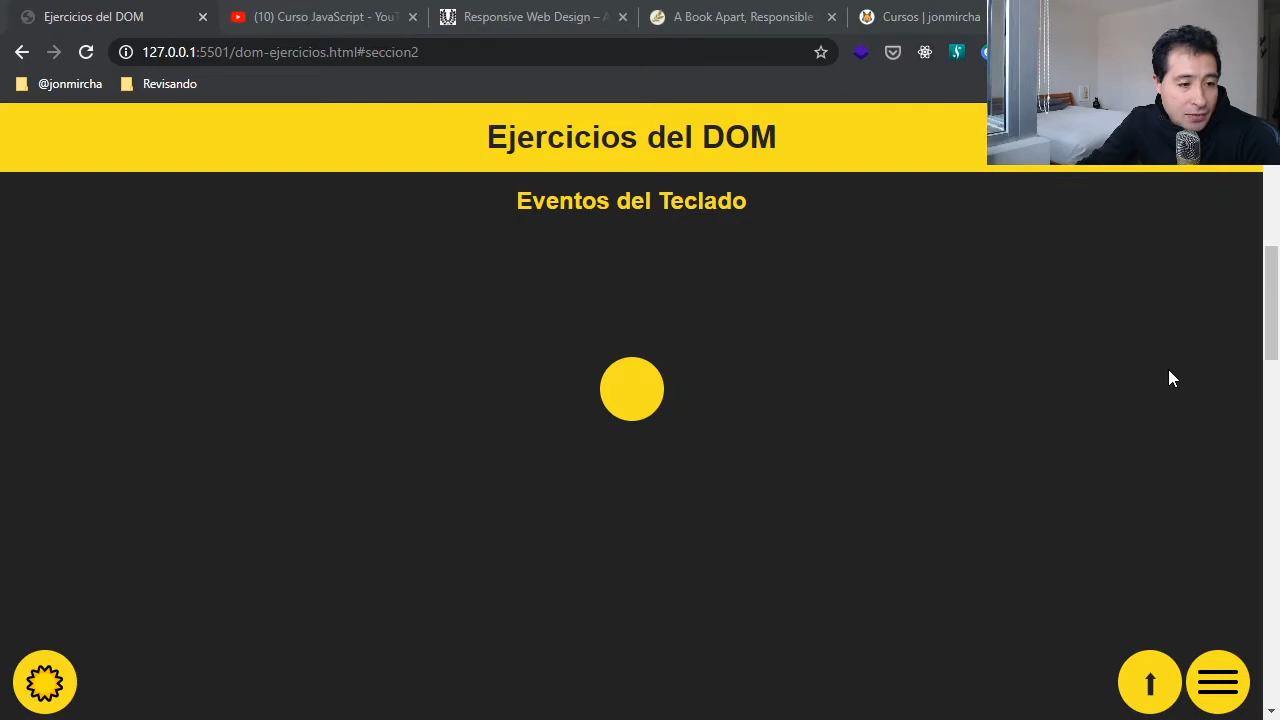 Ejercicios del DOM
(10) Curso JavaScript - YouT
Responsive Web Design – A
A Book Apart, Responsible
Cursos | jonmircha
127.0.0.1:5501/dom-ejercicios.html#seccion2
@jonmircha
Revisando
Ejercicios del DOM
Eventos del Teclado